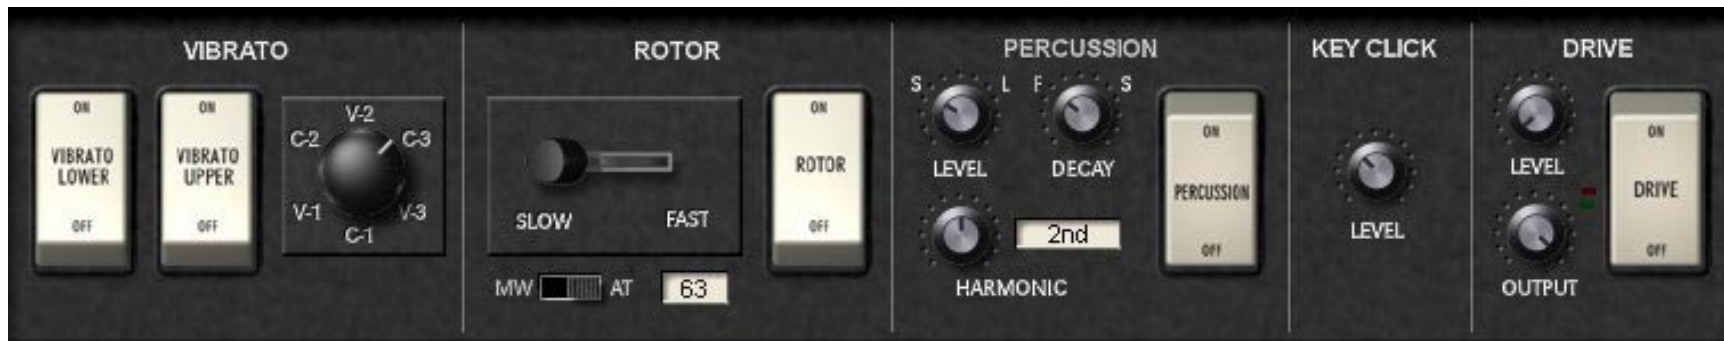 VIBRATO
ON
VIBRATO
LOWER
OFF
ON
VIBRATO
UPPER
OFF
V-2
C-2
C-3
V-1
V-3
C-1
ROTOR
SLOW
FAST
MW
AT
63
ON
ROTOR
OFF
PERCUSSION
S
L
F
S
LEVEL
DECAY
HARMONIC
2nd
ON
PERCUSSION
OFF
KEY CLICK
LEVEL
DRIVE
LEVEL
OUTPUT
ON
DRIVE
OFF